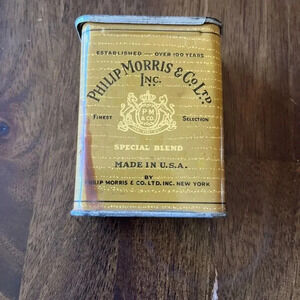 ESTABLISHED OVER 100 YEARS
PHILIP MORRIS & CO. LTD.
INC.
FINEST SELECTION
P M
& CO
SPECIAL BLEND
MADE IN U.S.A.
BY
PHILIP MORRIS & CO. LTD. INC. NEW YORK